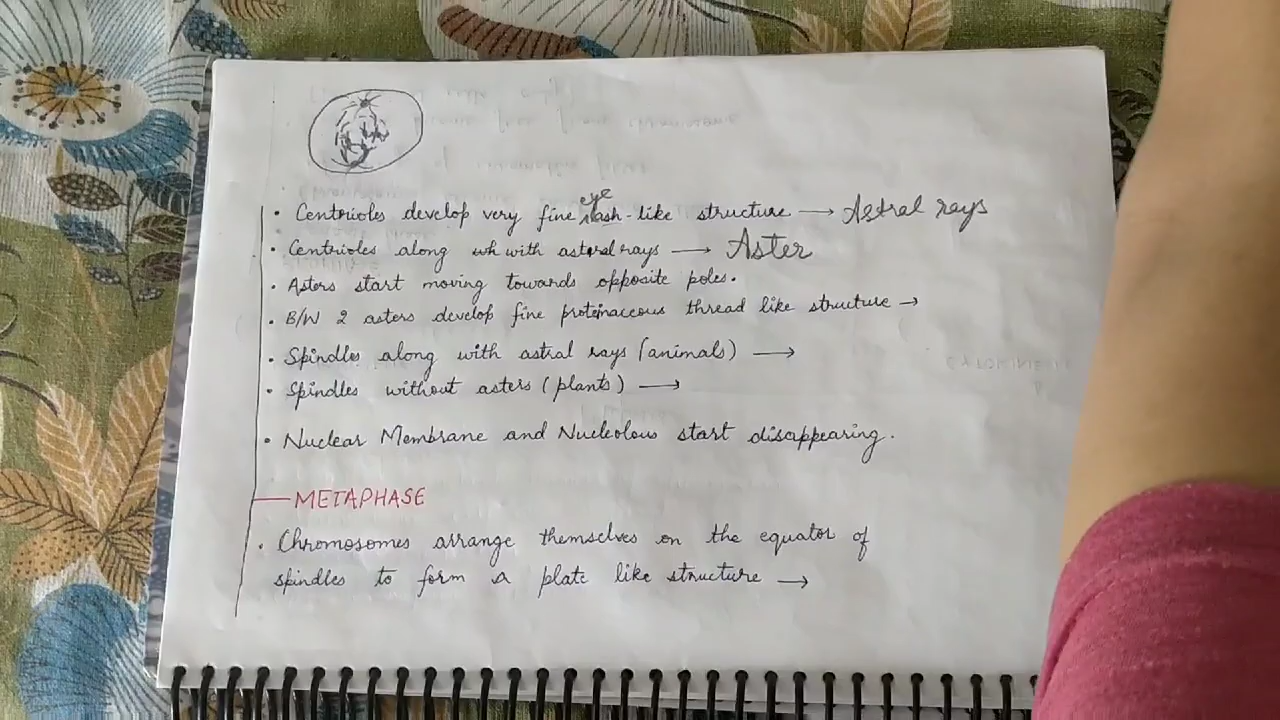 • Centrioles develop very fine eye lash-like structure → Astral rays
• Centrioles along with astral rays → Aster
• Asters start moving towards opposite poles.
• B/W 2 asters develop fine proteinaceous thread like structure →
• Spindles along with astral rays (animals) →
• Spindles without asters (plants) →
• Nuclear Membrane and Nucleolous start disappearing.
METAPHASE
• Chromosomes arrange themselves on the equator of
spindles to form a plate like structure →